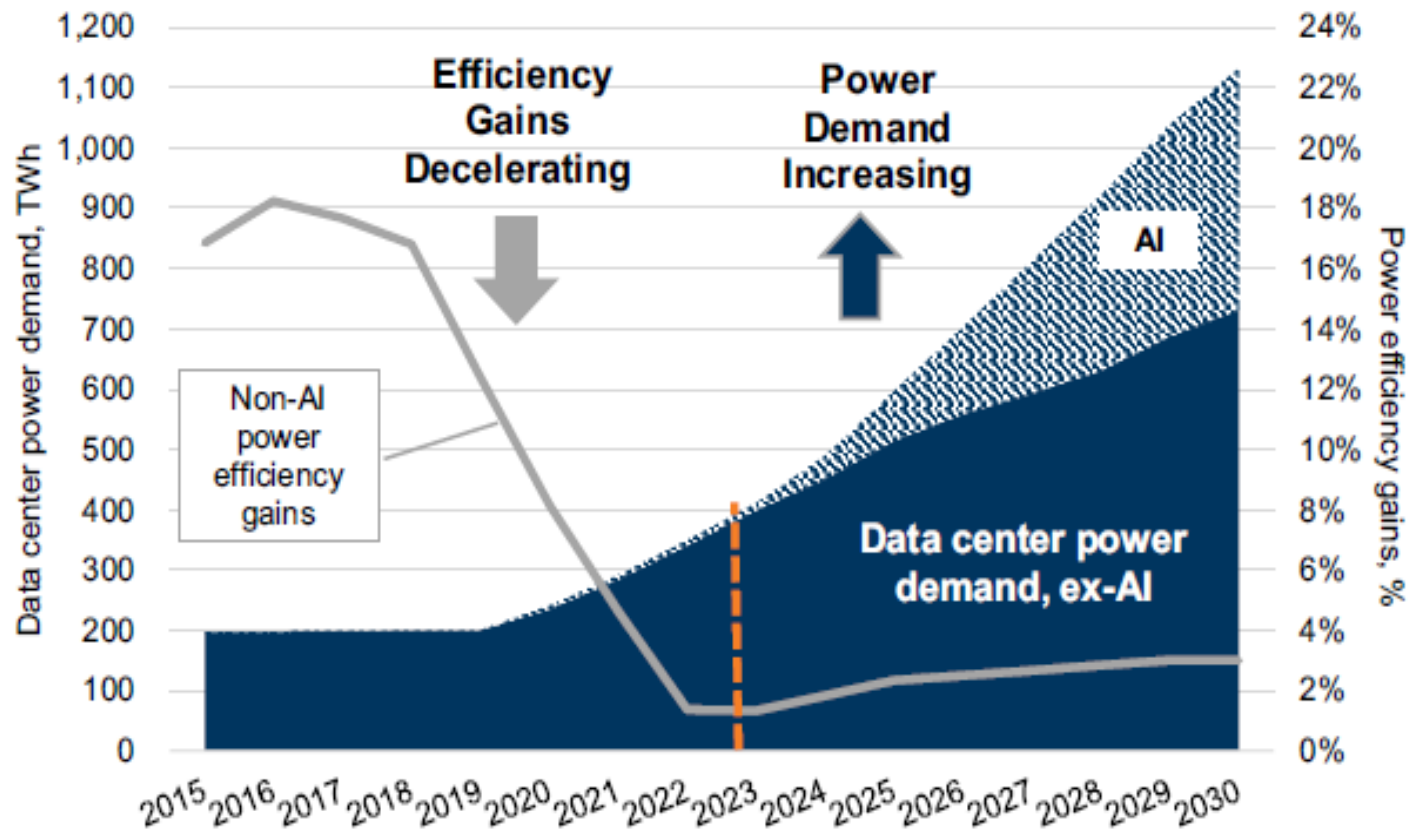 Data center power demand, TWh
1,200
1,100
1,000
900
800
700
600
500
400
300
200
100
0
Efficiency
Gains
Decelerating
Power
Demand
Increasing
AI
Non-AI
power
efficiency
gains
Data center power
demand, ex-AI
24%
22%
20%
18%
16%
14%
12%
10%
8%
6%
4%
2%
0%
Power efficiency gains, %
2015
2016
2017
2018
2019
2020
2021
2022
2023
2024
2025
2026
2027
2028
2029
2030